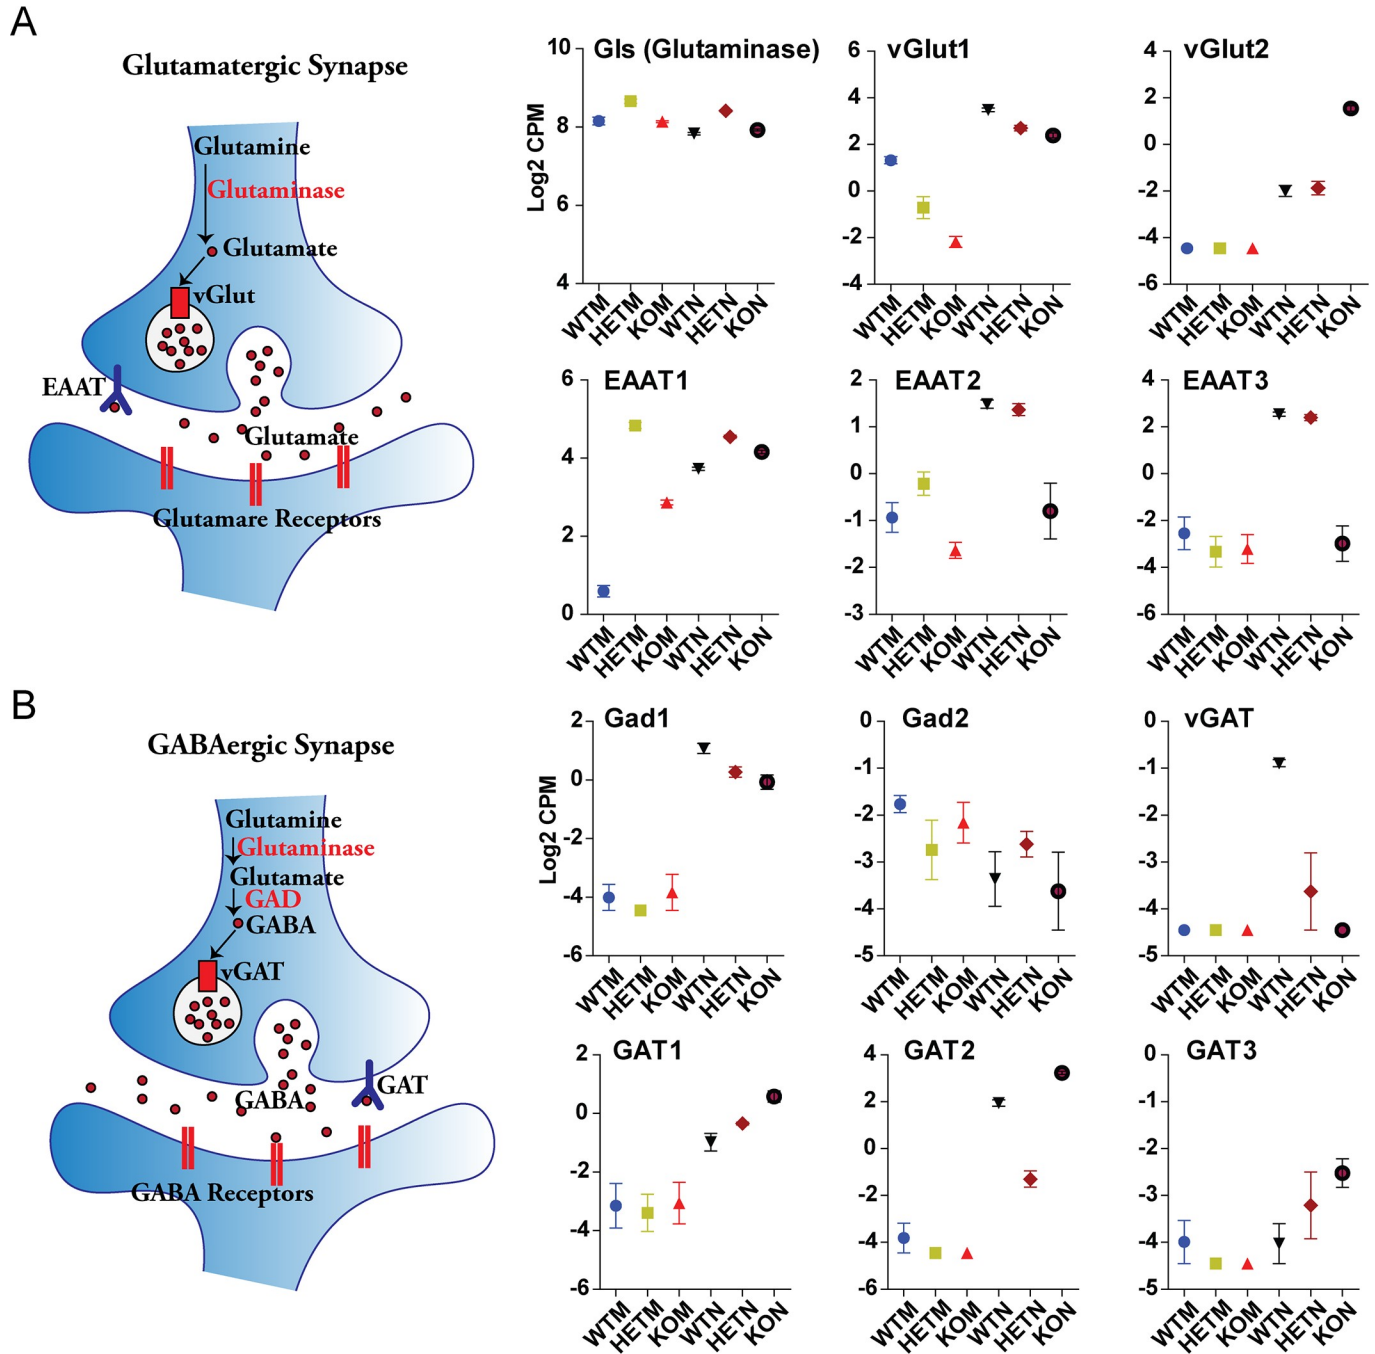 A
Glutamatergic Synapse
Glutamine
Glutaminase
Glutamate
vGlut
EAAT
Glutamate
Glutamare Receptors
Gls (Glutaminase)
Log2 CPM
10
8
6
4
WTM
HETM
KOM
WTN
HETN
KON
vGlut1
6
4
2
0
-2
-4
WTM
HETM
KOM
WTN
HETN
KON
vGlut2
4
2
0
-2
-4
-6
WTM
HETM
KOM
WTN
HETN
KON
EAAT1
6
4
2
0
WTM
HETM
KOM
WTN
HETN
KON
EAAT2
2
1
0
-1
-2
-3
WTM
HETM
KOM
WTN
HETN
KON
EAAT3
4
2
0
-2
-4
-6
WTM
HETM
KOM
WTN
HETN
KON
B
GABAergic Synapse
Glutamine
Glutaminase
Glutamate
GAD
GABA
vGAT
GABA
GAT
GABA Receptors
Gad1
Log2 CPM
2
0
-2
-4
-6
WTM
HETM
KOM
WTN
HETN
KON
Gad2
0
-1
-2
-3
-4
-5
WTM
HETM
KOM
WTN
HETN
KON
vGAT
0
-1
-2
-3
-4
-5
WTM
HETM
KOM
WTN
HETN
KON
GAT1
2
0
-2
-4
-6
WTM
HETM
KOM
WTN
HETN
KON
GAT2
4
2
0
-2
-4
-6
WTM
HETM
KOM
WTN
HETN
KON
GAT3
0
-1
-2
-3
-4
-5
WTM
HETM
KOM
WTN
HETN
KON